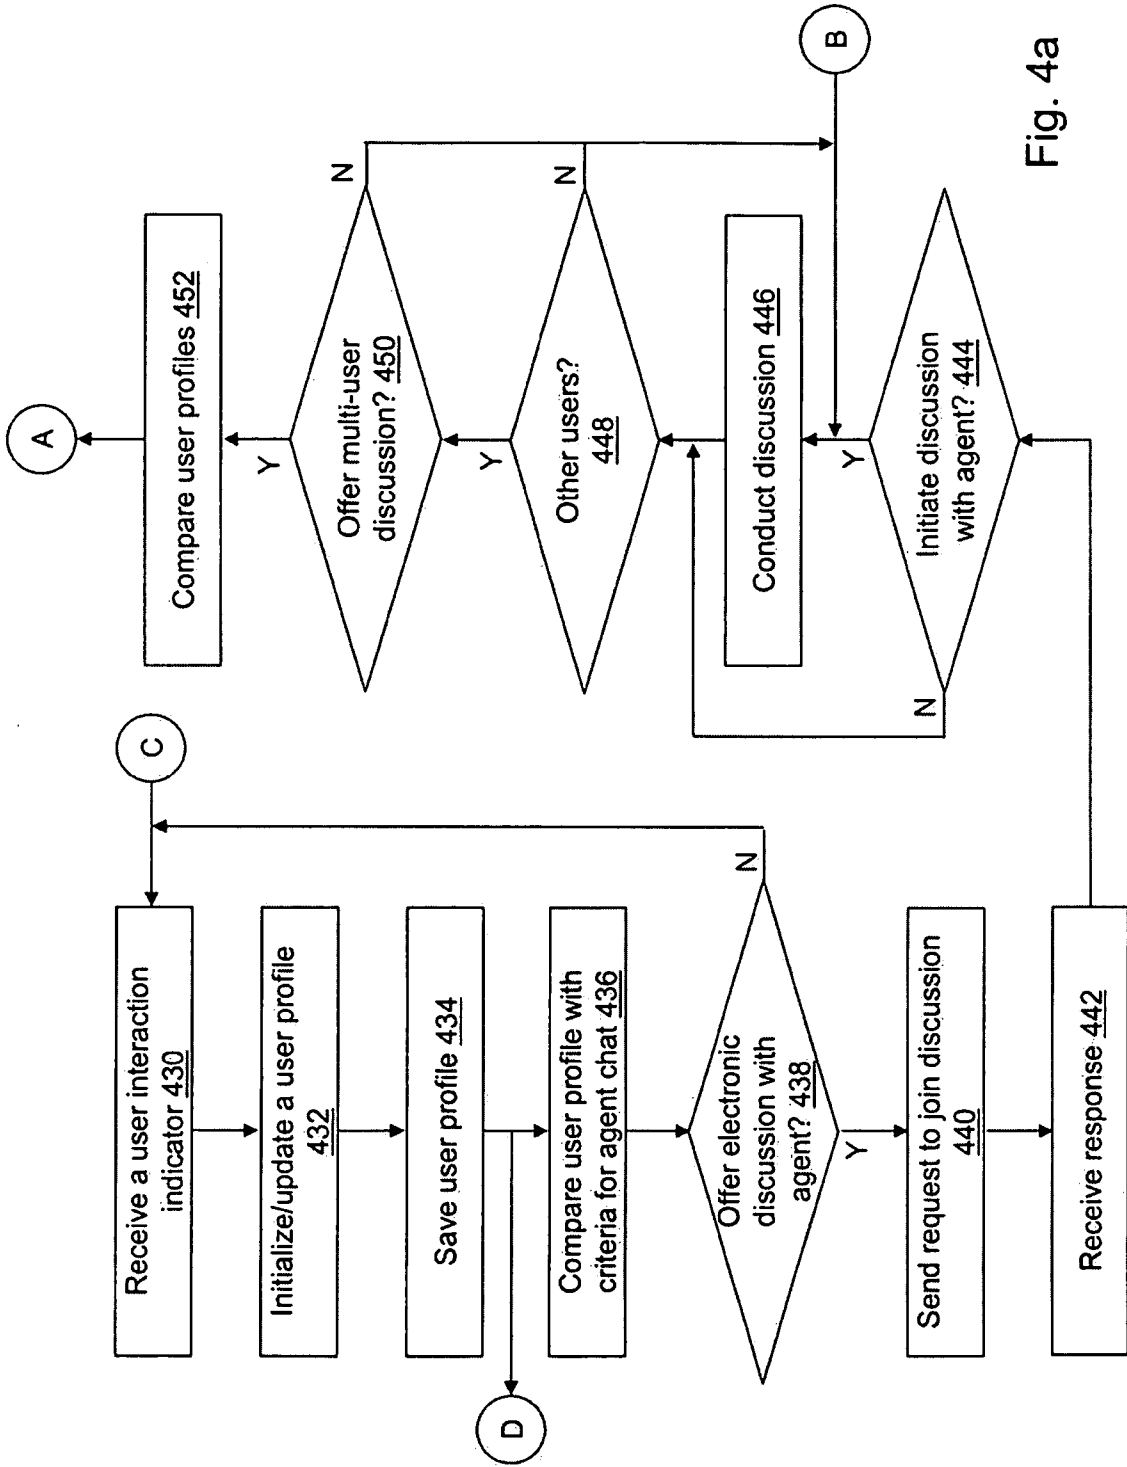 C
Receive a user interaction
indicator 430
Initialize/update a user profile
432
Save user profile 434
D
Compare user profile with
criteria for agent chat 436
Offer electronic
discussion with
agent? 438
N
Y
Send request to join discussion
440
Receive response 442
A
Compare user profiles 452
Y
Offer multi-user
discussion? 450
N
Y
Other users?
448
N
Conduct discussion 446
B
Y
Initiate discussion
with agent? 444
N
Fig. 4a